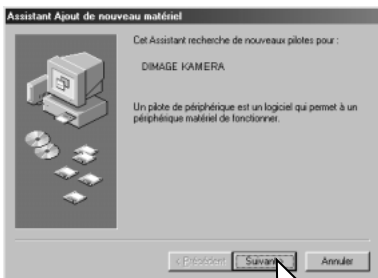 Assistant Ajout de nouveau matériel
Cet Assistant recherche de nouveaux pilotes pour :
DIMAGE KAMERA
Un pilote de périphérique est un logiciel qui permet à un
périphérique matériel de fonctionner.
< Précédent Suivant Annuler